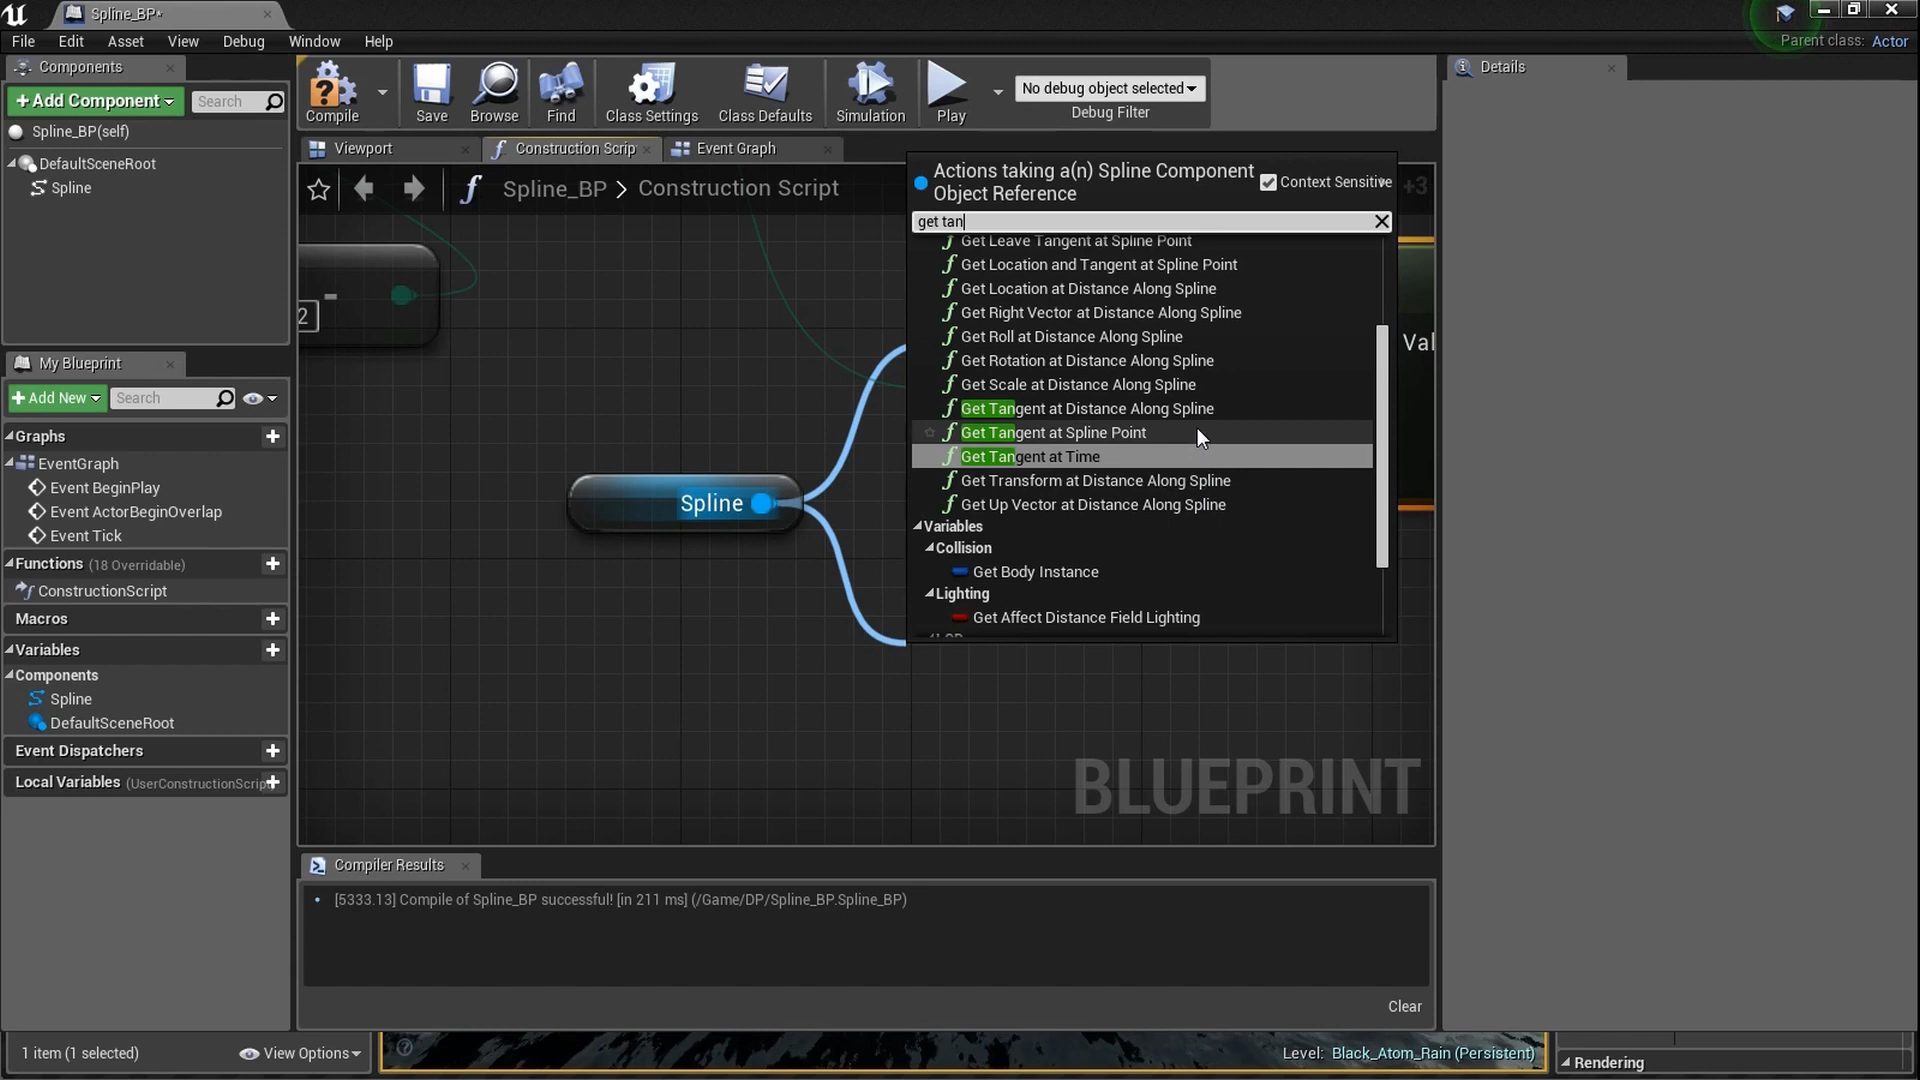 Spline_BP*
File Edit Asset View Debug Window Help
Parent class: Actor
Components
+Add Component
Search
Spline_BP(self)
DefaultSceneRoot
Spline
My Blueprint
+Add New
Search
Graphs
EventGraph
Event BeginPlay
Event ActorBeginOverlap
Event Tick
Functions (18 Overridable)
ConstructionScript
Macros
Variables
Components
Spline
DefaultSceneRoot
Event Dispatchers
Local Variables (UserConstructionScript
1 item (1 selected)
View Options
Compile
Save
Browse
Find
Class Settings
Class Defaults
Simulation
Play
No debug object selected
Debug Filter
Viewport
Construction Scrip
Event Graph
Spline_BP > Construction Script
+3
2
Spline
Val
Actions taking a(n) Spline Component
Object Reference
Context Sensitive
get tan
Get Leave Tangent at Spline Point
Get Location and Tangent at Spline Point
Get Location at Distance Along Spline
Get Right Vector at Distance Along Spline
Get Roll at Distance Along Spline
Get Rotation at Distance Along Spline
Get Scale at Distance Along Spline
Get Tangent at Distance Along Spline
Get Tangent at Spline Point
Get Tangent at Time
Get Transform at Distance Along Spline
Get Up Vector at Distance Along Spline
Variables
Collision
Get Body Instance
Lighting
Get Affect Distance Field Lighting
BLUEPRINT
Compiler Results
[5333.13] Compile of Spline_BP successful! [in 211 ms] (/Game/DP/Spline_BP.Spline_BP)
Clear
Level: Black_Atom_Rain (Persistent)
Details
Rendering